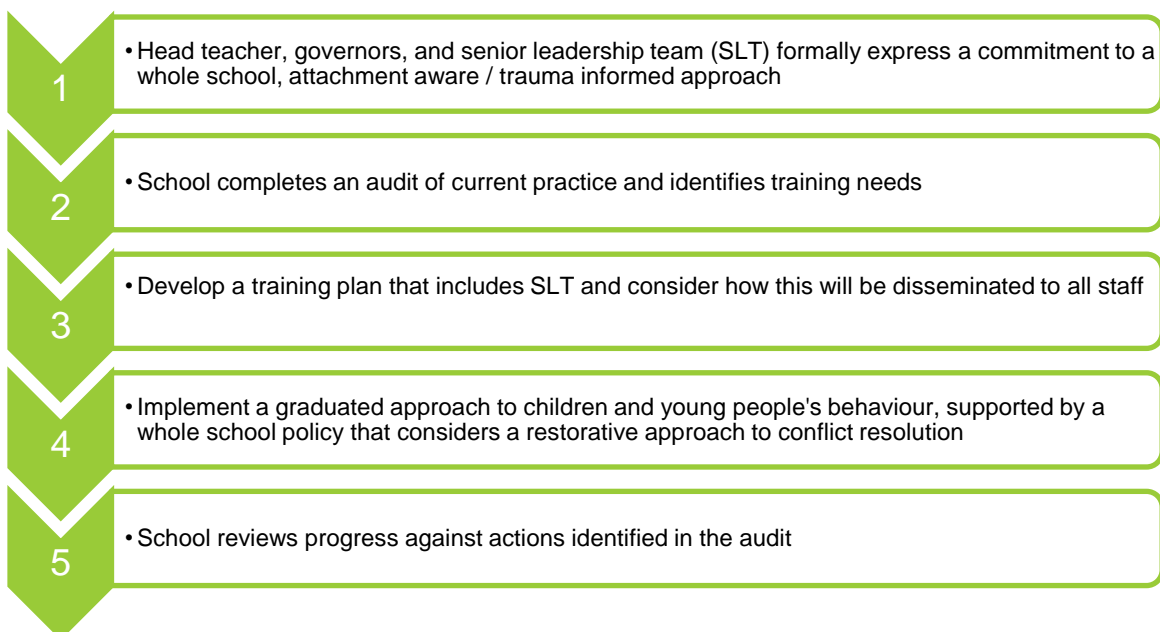 1
• Head teacher, governors, and senior leadership team (SLT) formally express a commitment to a
whole school, attachment aware / trauma informed approach
2
• School completes an audit of current practice and identifies training needs
3
• Develop a training plan that includes SLT and consider how this will be disseminated to all staff
4
• Implement a graduated approach to children and young people's behaviour, supported by a
whole school policy that considers a restorative approach to conflict resolution
5
• School reviews progress against actions identified in the audit